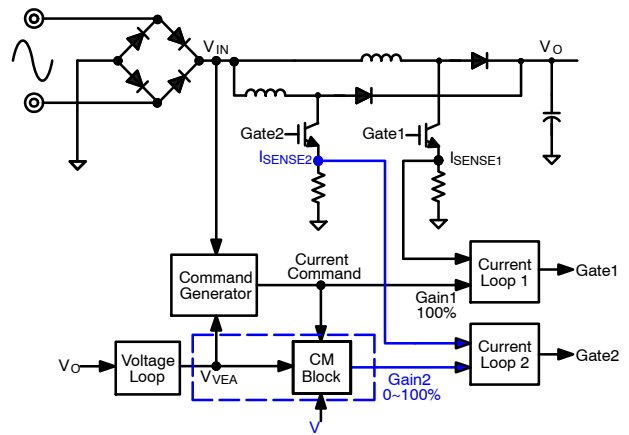 VIN
VO
Gate2
Gate1
ISENSE2
ISENSE1
Command
Generator
Current
Command
Gain1
100%
Current
Loop 1
Gate1
VO
Voltage
Loop
VVEA
CM
Block
Gain2
0~100%
Current
Loop 2
Gate2
V